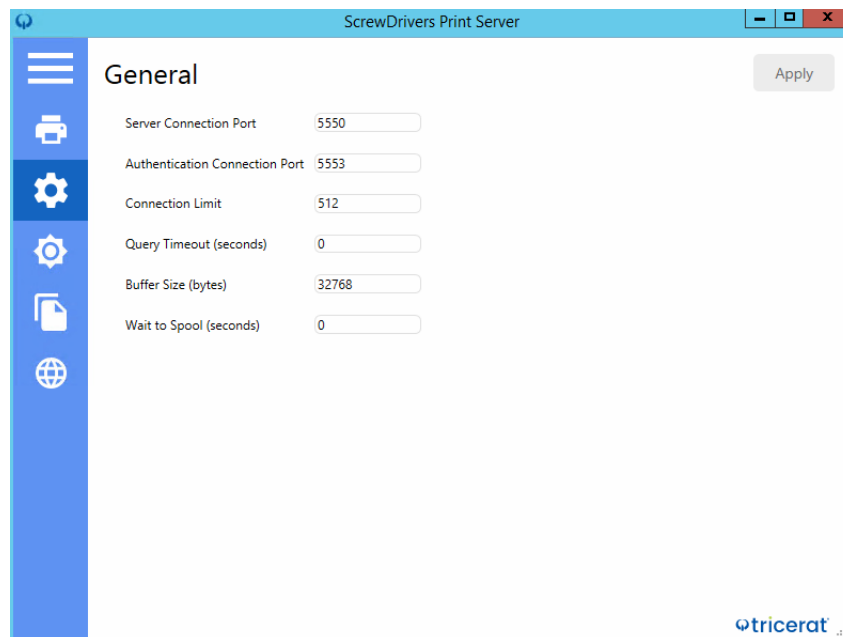 ScrewDrivers Print Server
General
Apply
Server Connection Port 5550
Authentication Connection Port 5553
Connection Limit 512
Query Timeout (seconds) 0
Buffer Size (bytes) 32768
Wait to Spool (seconds) 0
tricerat